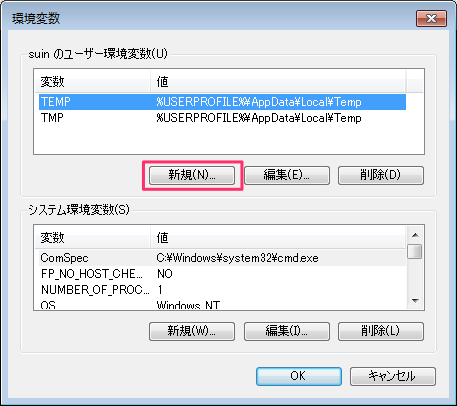 環境変数
suin のユーザー環境変数(U)
変数 値
TEMP %USERPROFILE%¥AppData¥Local¥Temp
TMP %USERPROFILE%¥AppData¥Local¥Temp
新規(N)... 編集(E)... 削除(D)
システム環境変数(S)
変数 値
ComSpec C:¥Windows¥system32¥cmd.exe
FP_NO_HOST_CHE... NO
NUMBER_OF_PROC... 1
OS Windows_NT
新規(W)... 編集(I)... 削除(L)
OK キャンセル